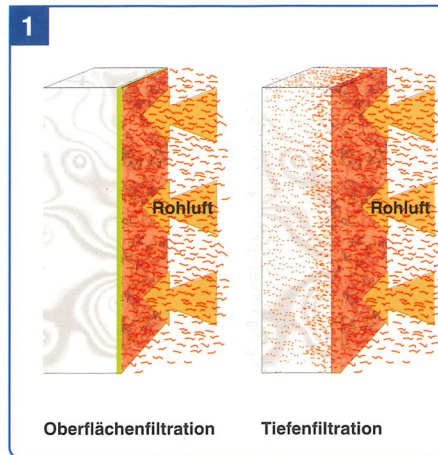 1
Rohluft
Rohluft
Oberflächenfiltration
Tiefenfiltration